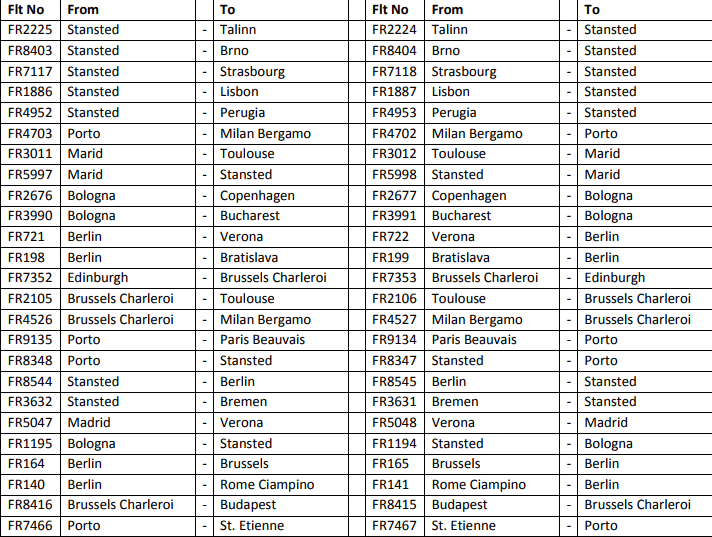 Flt No From To Flt No From To
FR2225 Stansted - Talinn FR2224 Talinn - Stansted
FR8403 Stansted - Brno FR8404 Brno - Stansted
FR7117 Stansted - Strasbourg FR7118 Strasbourg - Stansted
FR1886 Stansted - Lisbon FR1887 Lisbon - Stansted
FR4952 Stansted - Perugia FR4953 Perugia - Stansted
FR4703 Porto - Milan Bergamo FR4702 Milan Bergamo - Porto
FR3011 Marid - Toulouse FR3012 Toulouse - Marid
FR5997 Marid - Stansted FR5998 Stansted - Marid
FR2676 Bologna - Copenhagen FR2677 Copenhagen - Bologna
FR3990 Bologna - Bucharest FR3991 Bucharest - Bologna
FR721 Berlin - Verona FR722 Verona - Berlin
FR198 Berlin - Bratislava FR199 Bratislava - Berlin
FR7352 Edinburgh - Brussels Charleroi FR7353 Brussels Charleroi - Edinburgh
FR2105 Brussels Charleroi - Toulouse FR2106 Toulouse - Brussels Charleroi
FR4526 Brussels Charleroi - Milan Bergamo FR4527 Milan Bergamo - Brussels Charleroi
FR9135 Porto - Paris Beauvais FR9134 Paris Beauvais - Porto
FR8348 Porto - Stansted FR8347 Stansted - Porto
FR8544 Stansted - Berlin FR8545 Berlin - Stansted
FR3632 Stansted - Bremen FR3631 Bremen - Stansted
FR5047 Madrid - Verona FR5048 Verona - Madrid
FR1195 Bologna - Stansted FR1194 Stansted - Bologna
FR164 Berlin - Brussels FR165 Brussels - Berlin
FR140 Berlin - Rome Ciampino FR141 Rome Ciampino - Berlin
FR8416 Brussels Charleroi - Budapest FR8415 Budapest - Brussels Charleroi
FR7466 Porto - St. Etienne FR7467 St. Etienne - Porto